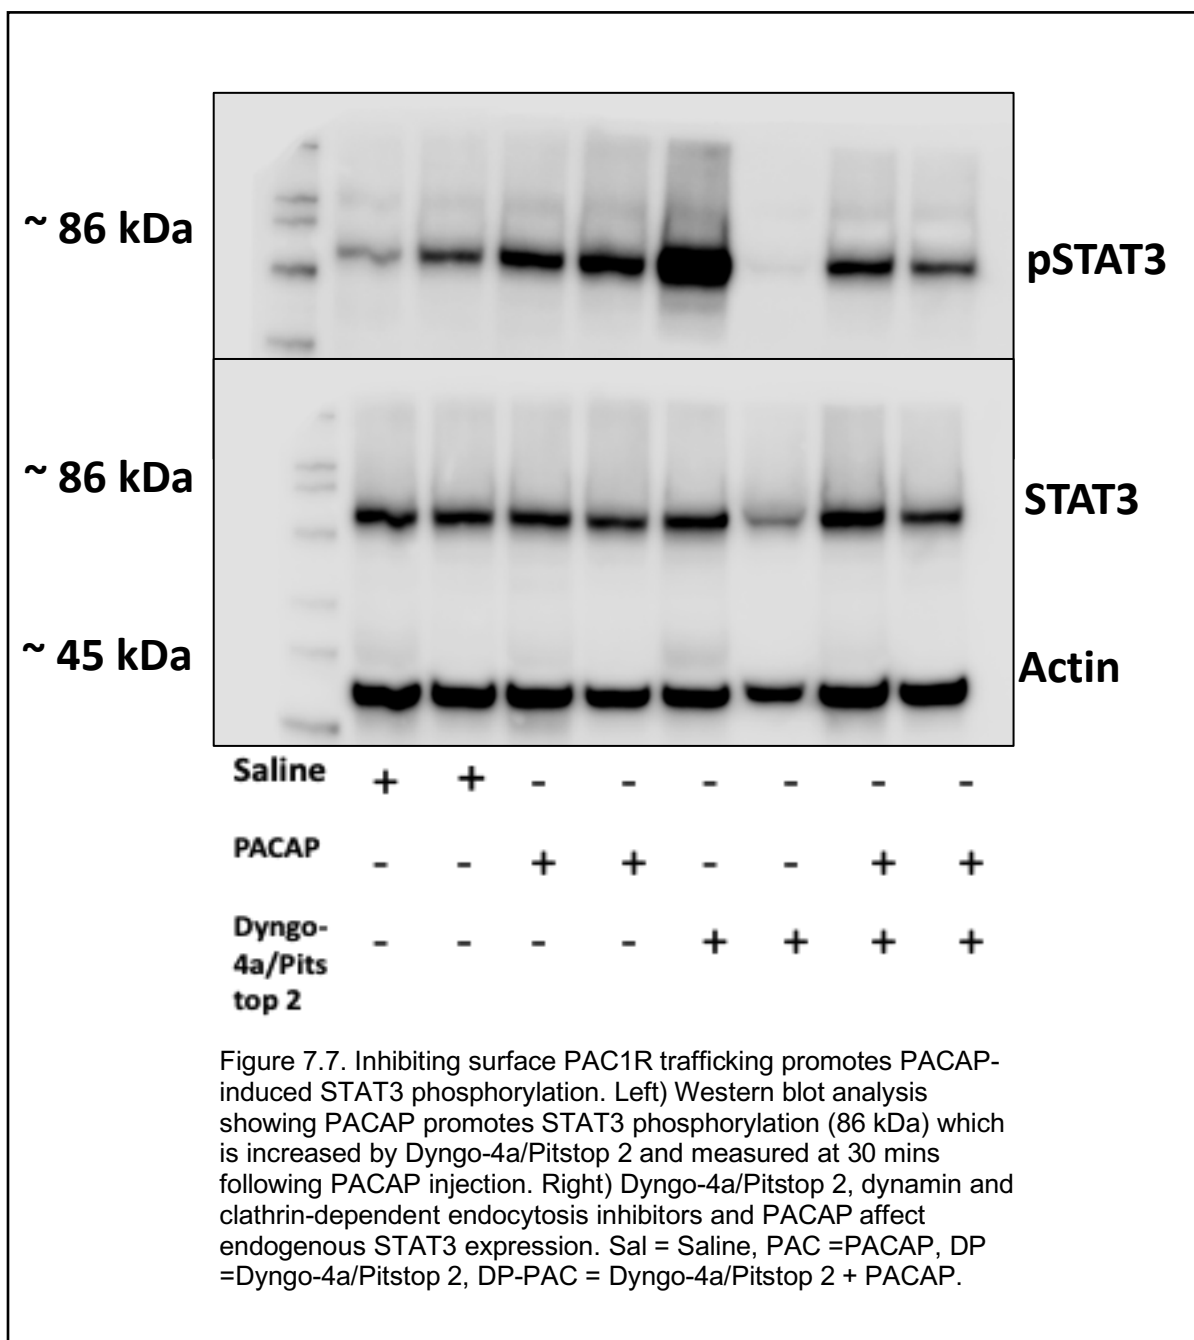 ~ 86 kDa
pSTAT3
~ 86 kDa
STAT3
~ 45 kDa
Actin
Saline + + - - - - - -
PACAP - - + + - - + +
Dyngo-
4a/Pits
top 2
- - - - + + + +
Figure 7.7. Inhibiting surface PAC1R trafficking promotes PACAP-
induced STAT3 phosphorylation. Left) Western blot analysis
showing PACAP promotes STAT3 phosphorylation (86 kDa) which
is increased by Dyngo-4a/Pitstop 2 and measured at 30 mins
following PACAP injection. Right) Dyngo-4a/Pitstop 2, dynamin and
clathrin-dependent endocytosis inhibitors and PACAP affect
endogenous STAT3 expression. Sal = Saline, PAC =PACAP, DP
=Dyngo-4a/Pitstop 2, DP-PAC = Dyngo-4a/Pitstop 2 + PACAP.